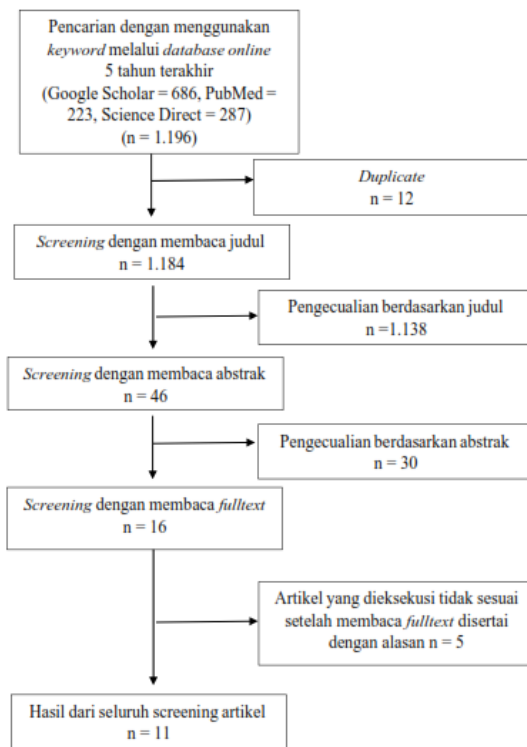 Pencarian dengan menggunakan
keyword melalui database online
5 tahun terakhir
(Google Scholar = 686, PubMed =
223, Science Direct = 287)
(n = 1.196)
Duplicate
n = 12
Screening dengan membaca judul
n = 1.184
Pengecualian berdasarkan judul
n =1.138
Screening dengan membaca abstrak
n = 46
Pengecualian berdasarkan abstrak
n = 30
Screening dengan membaca fulltext
n = 16
Artikel yang dieksekusi tidak sesuai
setelah membaca fulltext disertai
dengan alasan n = 5
Hasil dari seluruh screening artikel
n = 11